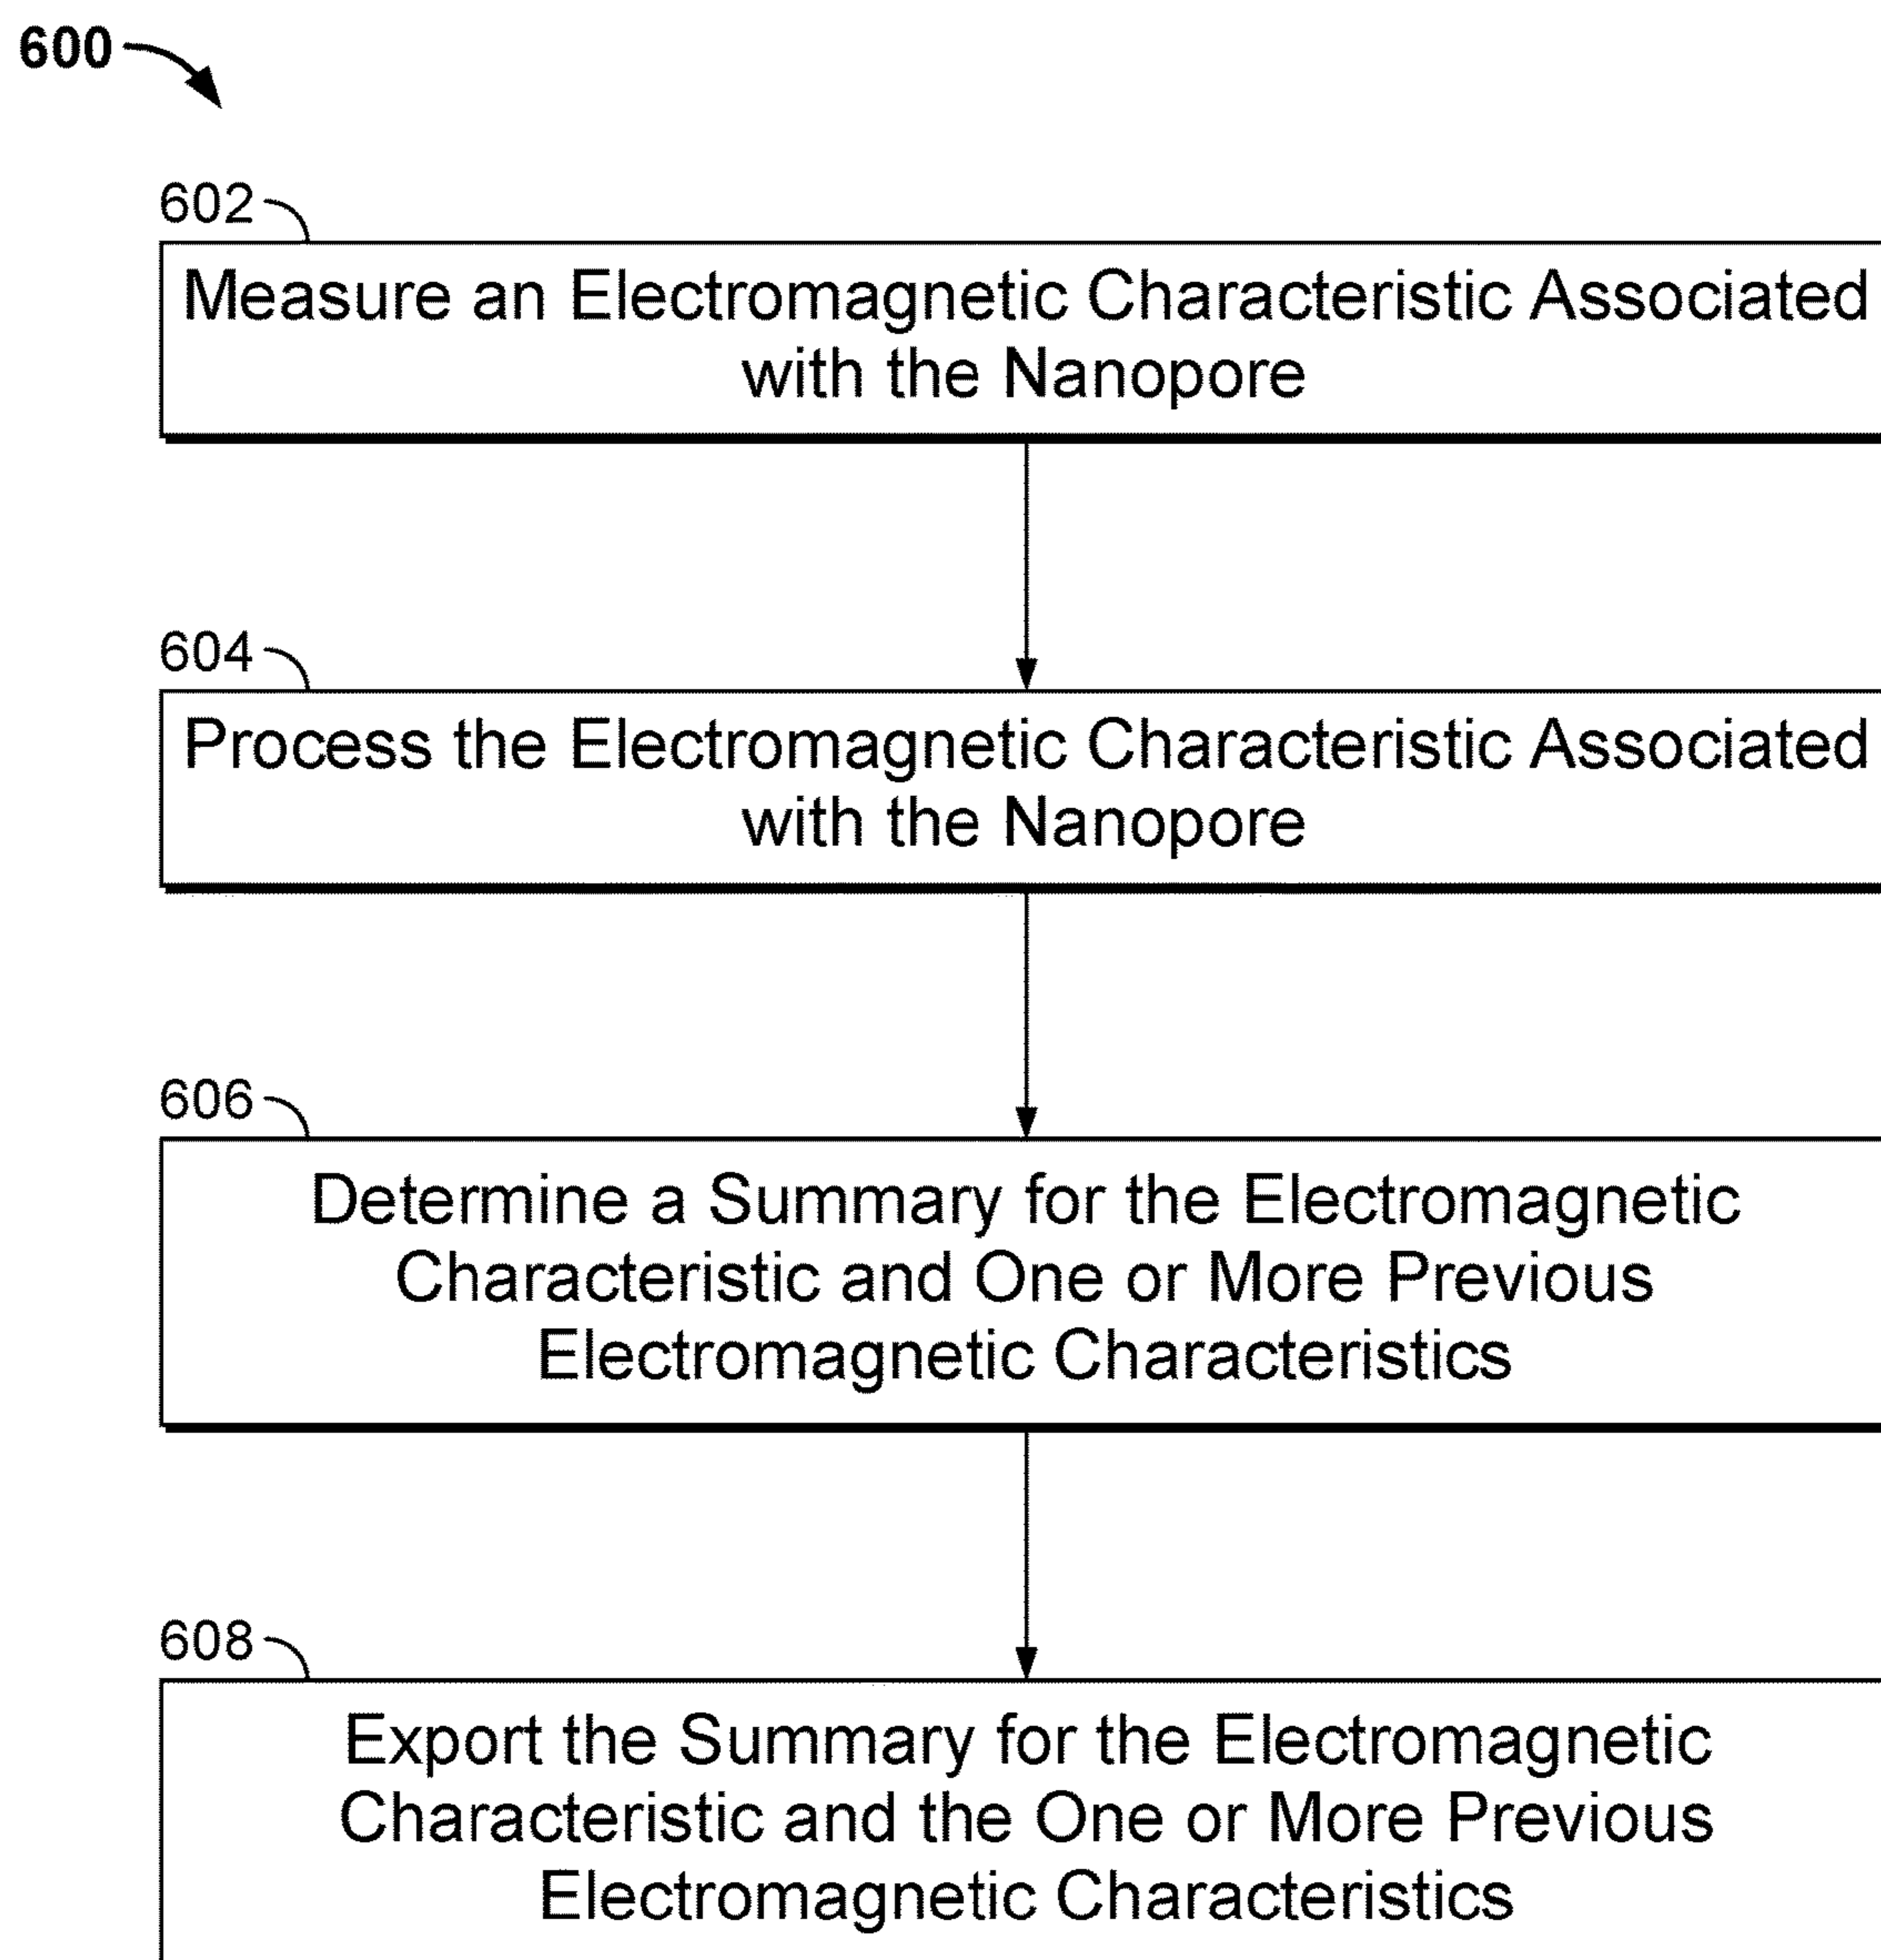 600
602
Measure an Electromagnetic Characteristic Associated
with the Nanopore
604
Process the Electromagnetic Characteristic Associated
with the Nanopore
606
Determine a Summary for the Electromagnetic
Characteristic and One or More Previous
Electromagnetic Characteristics
608
Export the Summary for the Electromagnetic
Characteristic and the One or More Previous
Electromagnetic Characteristics